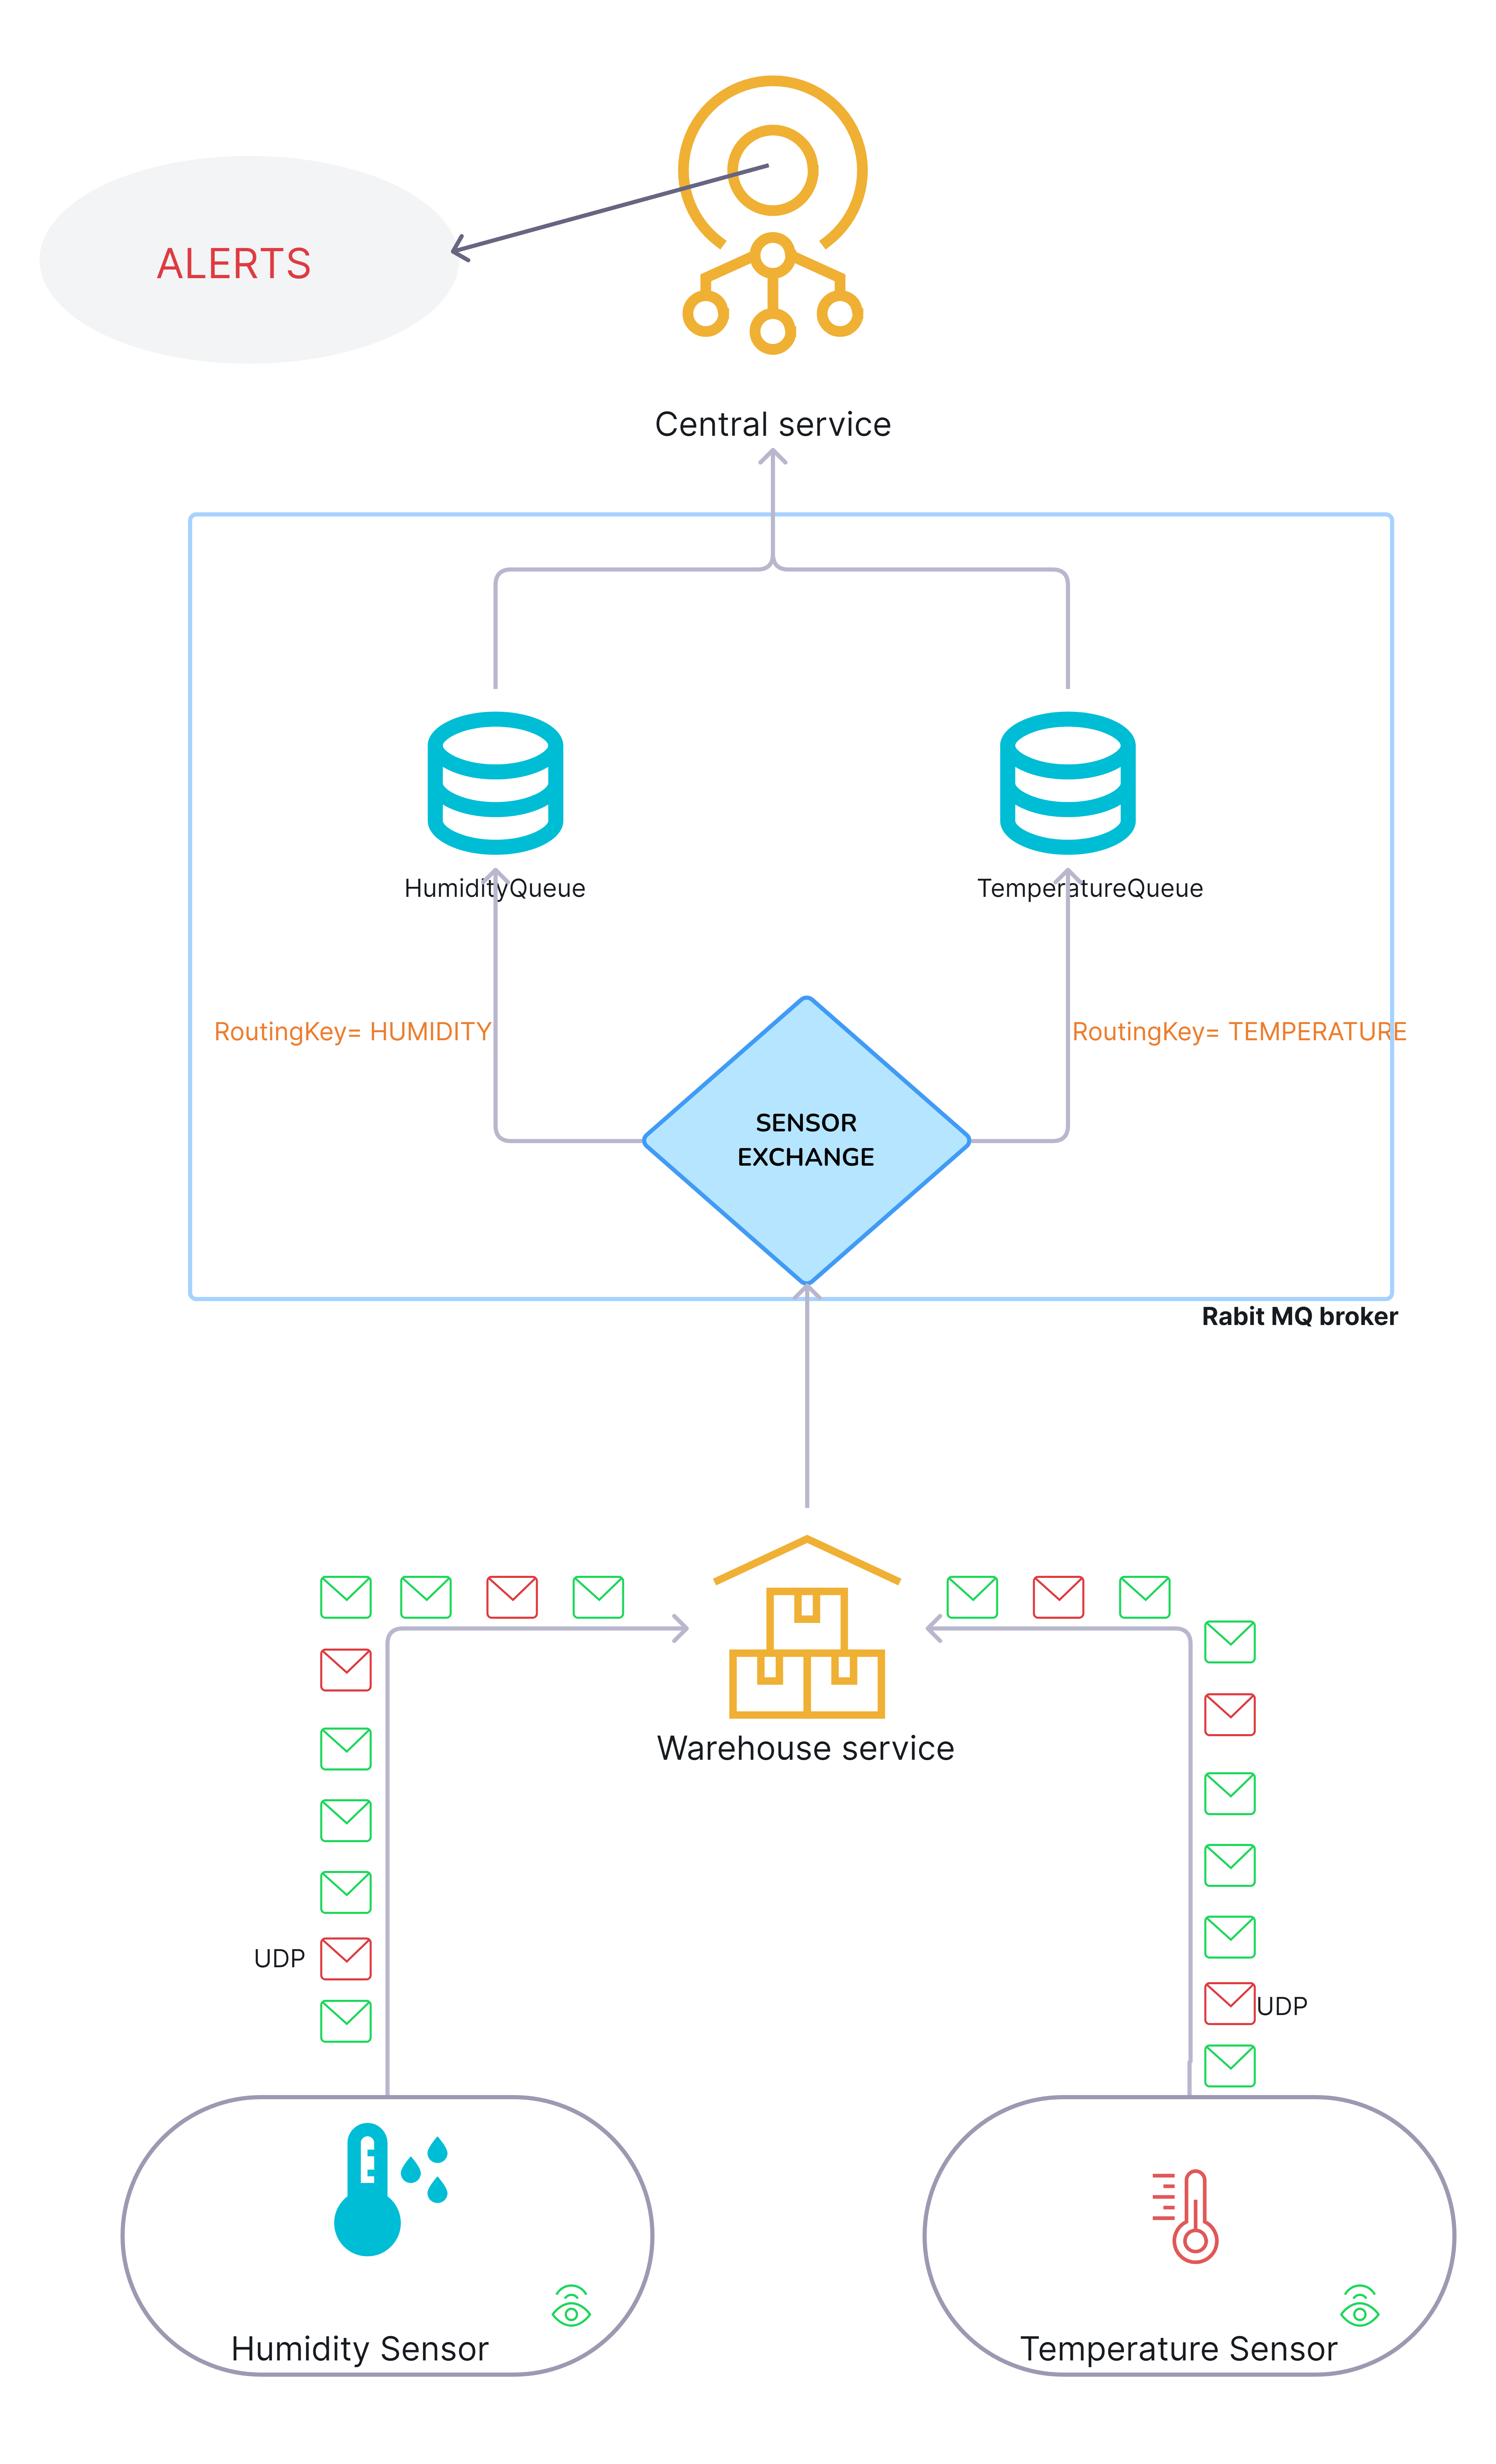 ALERTS
Central service
HumidityQueue
TemperatureQueue
RoutingKey= HUMIDITY
RoutingKey= TEMPERATURE
SENSOR
EXCHANGE
Rabit MQ broker
Warehouse service
UDP
UDP
Humidity Sensor
Temperature Sensor